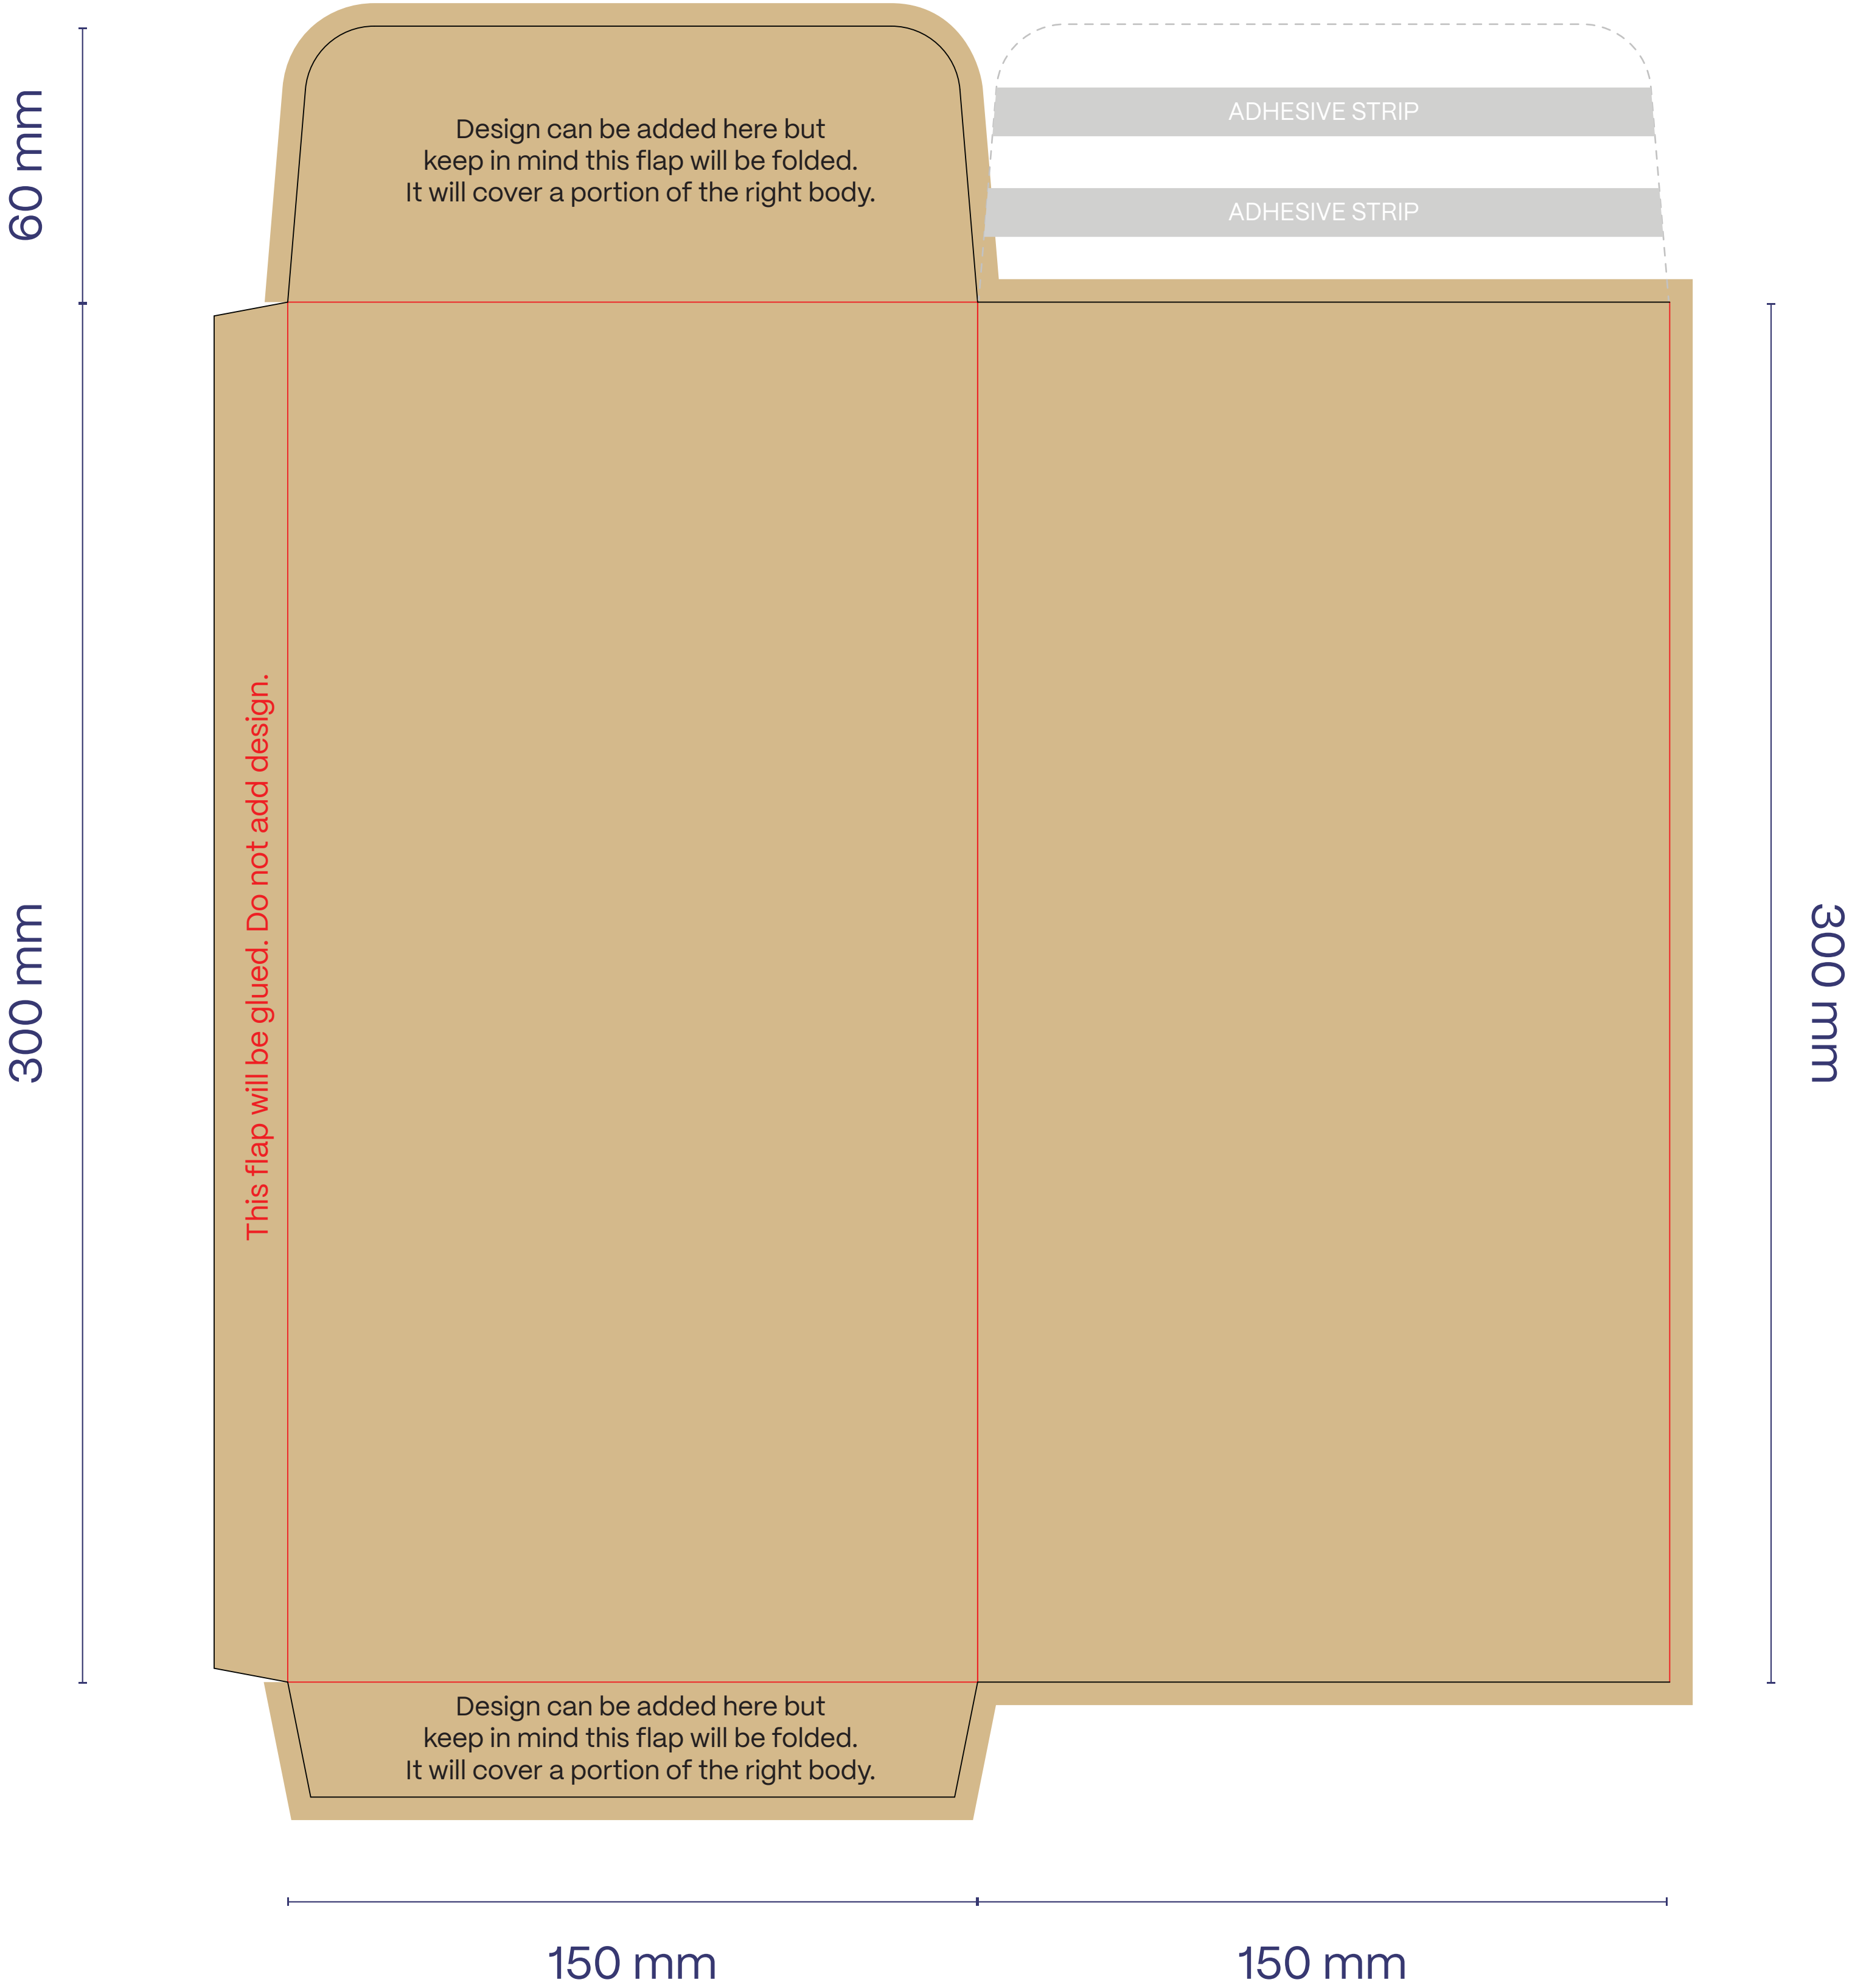 60 mm
Design can be added here but
keep in mind this flap will be folded.
It will cover a portion of the right body.
ADHESIVE STRIP
ADHESIVE STRIP
300 mm
This flap will be glued. Do not add design.
300 mm
Design can be added here but
keep in mind this flap will be folded.
It will cover a portion of the right body.
150 mm
150 mm